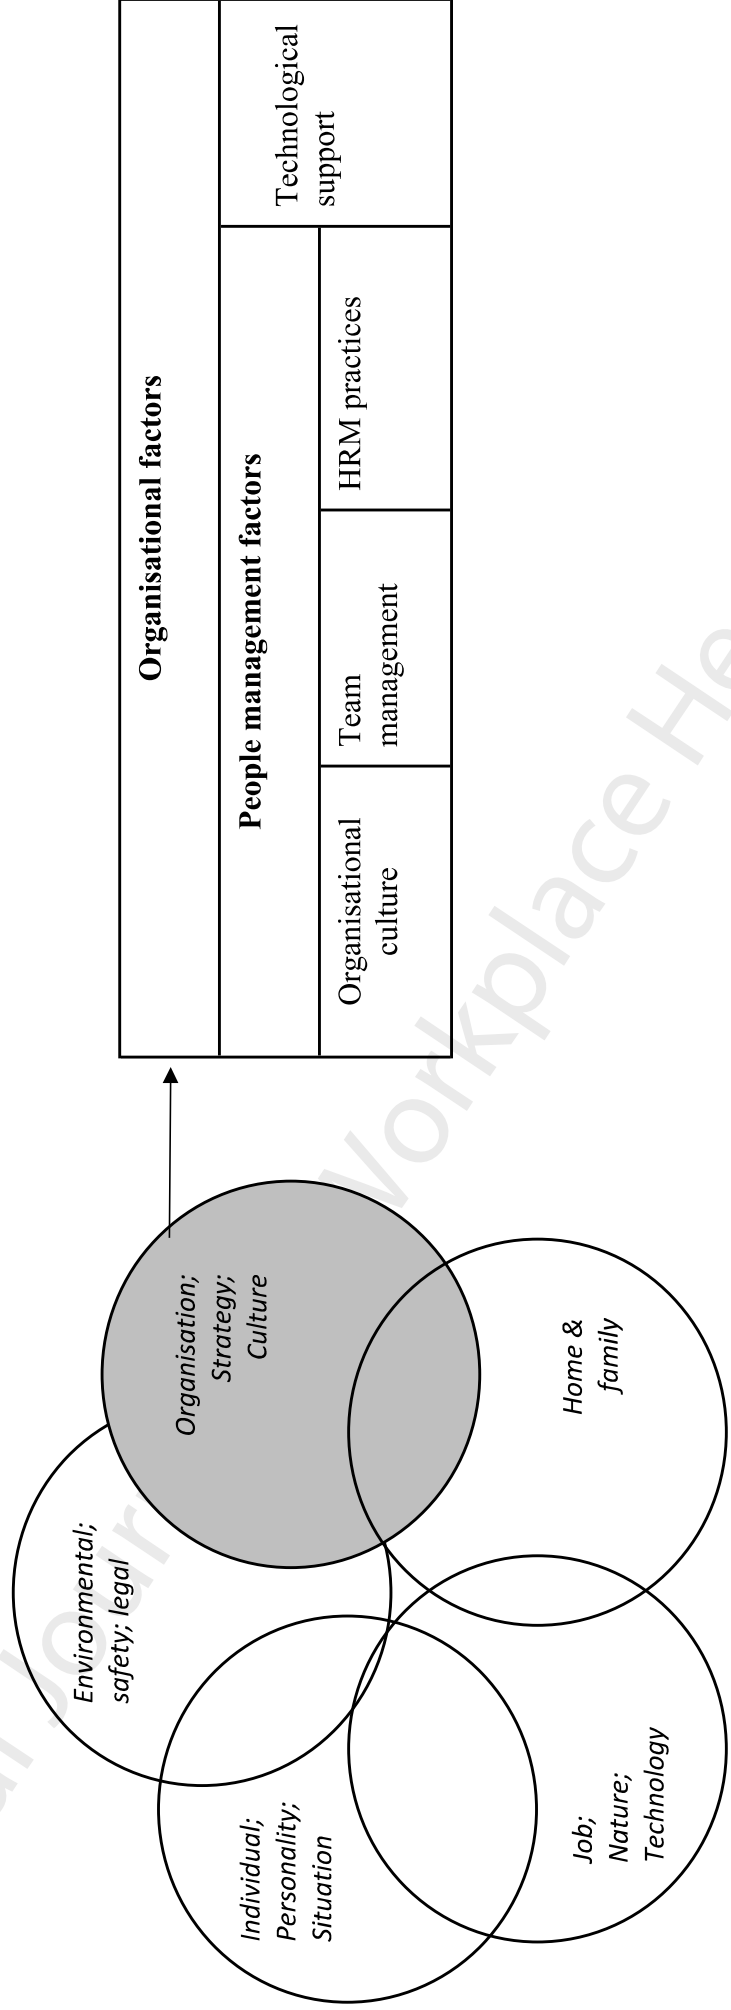 Environmental;
safety; legal
Organisation;
Strategy;
Culture
Individual;
Personality;
Situation
Home &
family
Job;
Nature;
Technology
Organisational factors
People management factors
Technological
support
Organisational
culture
Team
management
HRM practices
Workplace